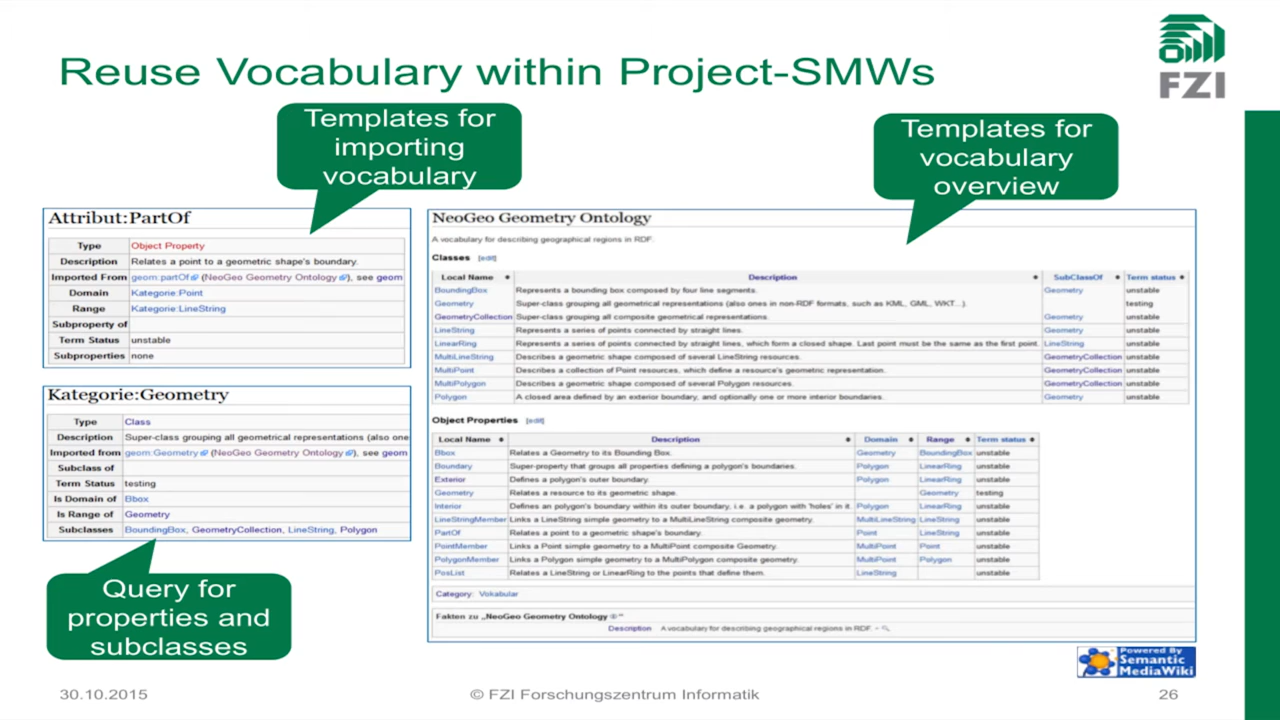 Reuse Vocabulary within Project-SMWs
FZI
Templates for
importing
vocabulary
Templates for
vocabulary
overview
Attribut:PartOf
Type Object Property
Description Relates a point to a geometric shape's boundary.
Imported From geom:partOf (NeoGeo Geometry Ontology), see geom
Domain Kategorie:Point
Range Kategorie:LineString
Subproperty of
Term Status unstable
Subproperties none
Kategorie:Geometry
Type Class
Description Super-class grouping all geometrical representations (also one
Imported from geom:Geometry (NeoGeo Geometry Ontology), see geom
Subclass of
Term Status testing
Is Domain of Bbox
Is Range of Geometry
Subclasses BoundingBox, GeometryCollection, LineString, Polygon
Query for
properties and
subclasses
NeoGeo Geometry Ontology
A vocabulary for describing geographical regions in RDF.
Classes [edit]
Local Name Description SubClassOf Term status
BoundingBox Represents a bounding box composed by four line segments. Geometry unstable
Geometry Super-class grouping all geometrical representations (also ones in non-RDF formats, such as KML, GML, WKT...). testing
GeometryCollection Super-class grouping all composite geometrical representations. Geometry unstable
LineString Represents a series of points connected by straight lines. Geometry unstable
LinearRing Represents a series of points connected by straight lines, which form a closed shape. Last point must be the same as the first point. LineString unstable
MultiLineString Describes a geometric shape composed of several LineString resources. GeometryCollection unstable
MultiPoint Describes a collection of Point resources, which define a resource's geometric representation. GeometryCollection unstable
MultiPolygon Describes a geometric shape composed of several Polygon resources. GeometryCollection unstable
Polygon A closed area defined by an exterior boundary, and optionally one or more interior boundaries. Geometry unstable
Object Properties [edit]
Local Name Description Domain Range Term status
Bbox Relates a Geometry to its Bounding Box. Geometry BoundingBox unstable
Boundary Super-property that groups all properties defining a polygon's boundaries. Polygon LinearRing unstable
Exterior Defines a polygon's outer boundary. Polygon LinearRing unstable
Geometry Relates a resource to its geometric shape. Geometry testing
Interior Defines an polygon's boundary within its outer boundary, i.e. a polygon with 'holes' in it. Polygon LinearRing unstable
LineStringMember Links a LineString simple geometry to a MultiLineString composite geometry. MultiLineString LineString unstable
PartOf Relates a point to a geometric shape's boundary. Point LineString unstable
PointMember Links a Point simple geometry to a MultiPoint composite Geometry. MultiPoint Point unstable
PolygonMember Links a Polygon simple geometry to a MultiPolygon composite geometry. MultiPoint Polygon unstable
PosList Relates a LineString or LinearRing to the points that define them. LineString unstable
Category: Vokabular
Fakten zu „NeoGeo Geometry Ontology“
Description A vocabulary for describing geographical regions in RDF.
Powered By
Semantic
MediaWiki
30.10.2015
© FZI Forschungszentrum Informatik
26